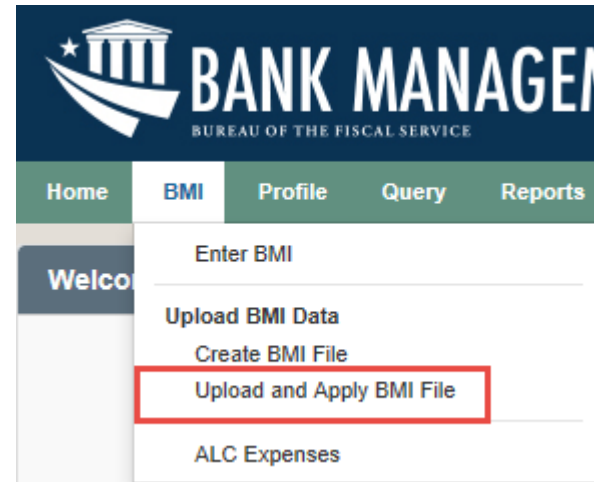 BANK MANAGEM
BUREAU OF THE FISCAL SERVICE
Home BMI Profile Query Reports
Welco
Enter BMI
Upload BMI Data
Create BMI File
Upload and Apply BMI File
ALC Expenses